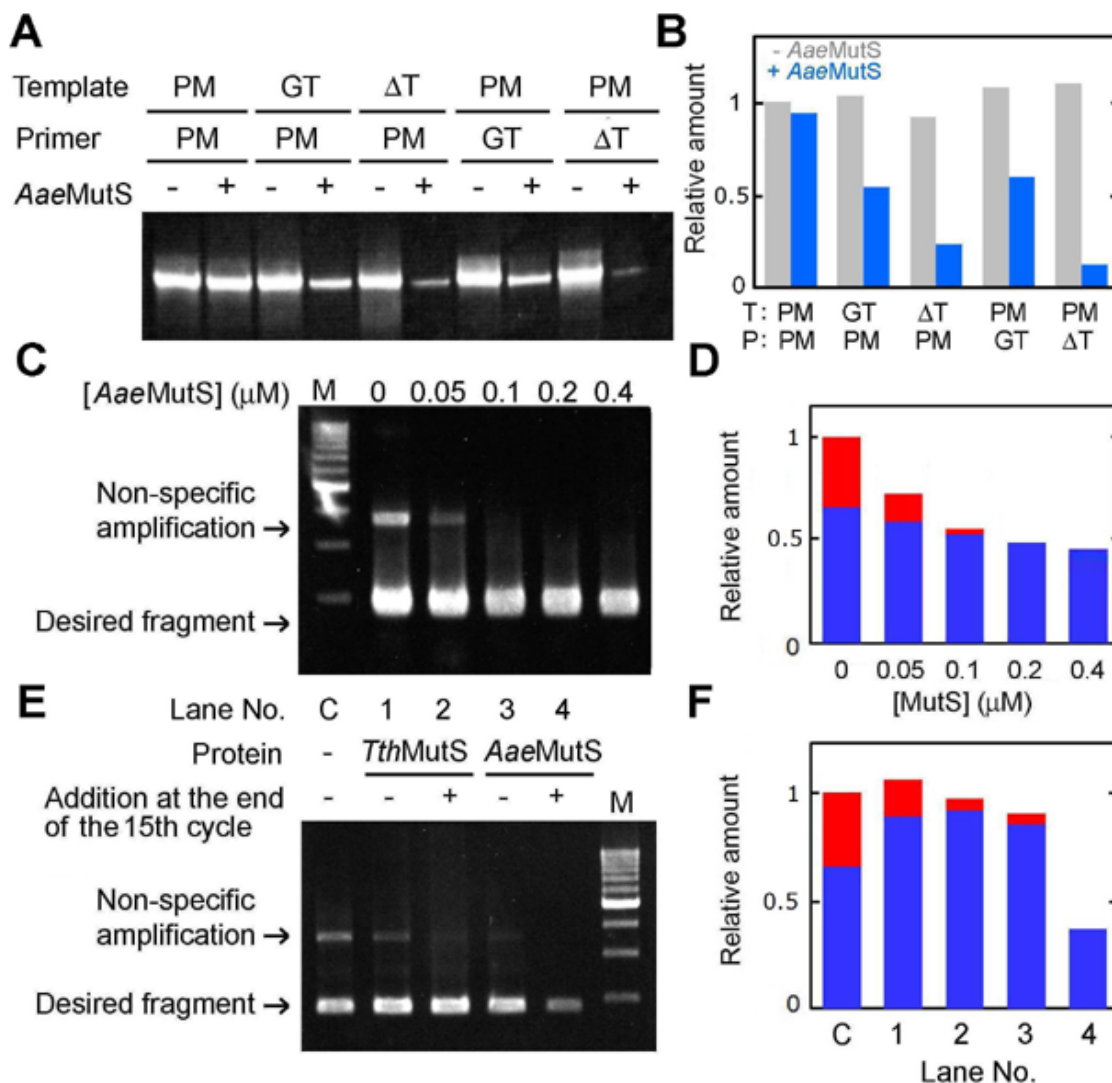 A
Template PM GT ΔT PM PM
Primer PM PM PM GT ΔT
AaeMutS - + - + - + - + - +
B
- AaeMutS
+ AaeMutS
Relative amount
1
0.5
0
T: PM GT ΔT PM PM
P: PM PM PM GT ΔT
C
[AaeMutS] (μM) M 0 0.05 0.1 0.2 0.4
Non-specific
amplification →
Desired fragment →
D
Relative amount
1
0.5
0
0 0.05 0.1 0.2 0.4
[MutS] (μM)
E
Lane No. C 1 2 3 4
Protein - TthMutS AaeMutS
Addition at the end
of the 15th cycle - - + - + M
Non-specific
amplification →
Desired fragment →
F
Relative amount
1
0.5
0
C 1 2 3 4
Lane No.